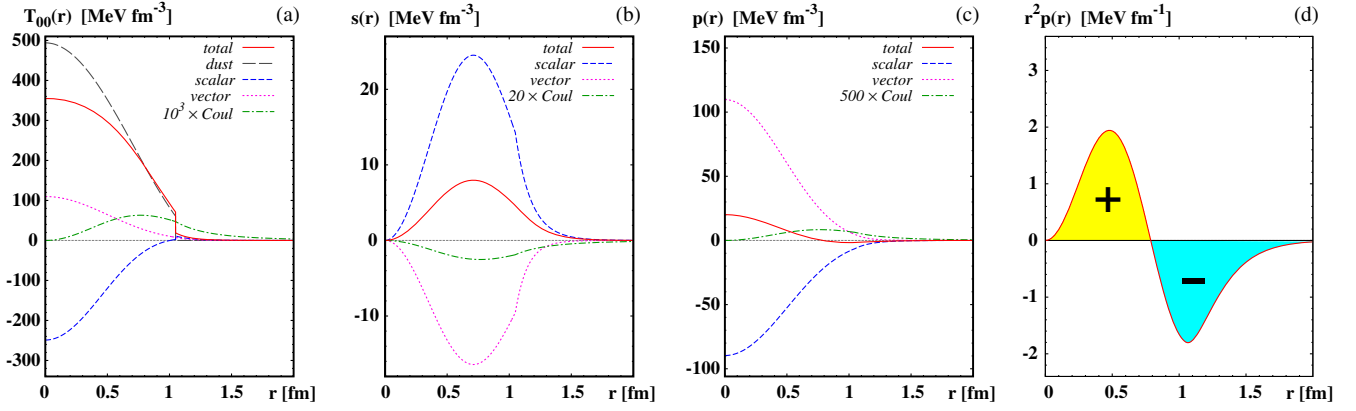 T₀₀(r) [MeV fm⁻³] (a)
total
dust
scalar
vector
10³ × Coul
500
400
300
200
100
0
-100
-200
-300
0 0.5 1 1.5 r [fm]
s(r) [MeV fm⁻³] (b)
total
scalar
vector
20 × Coul
20
10
0
-10
0 0.5 1 1.5 r [fm]
p(r) [MeV fm⁻³] (c)
total
scalar
vector
500 × Coul
150
100
50
0
-50
-100
0 0.5 1 1.5 r [fm]
r²p(r) [MeV fm⁻¹] (d)
3
2
1
0
-1
-2
+
−
0 0.5 1 1.5 r [fm]